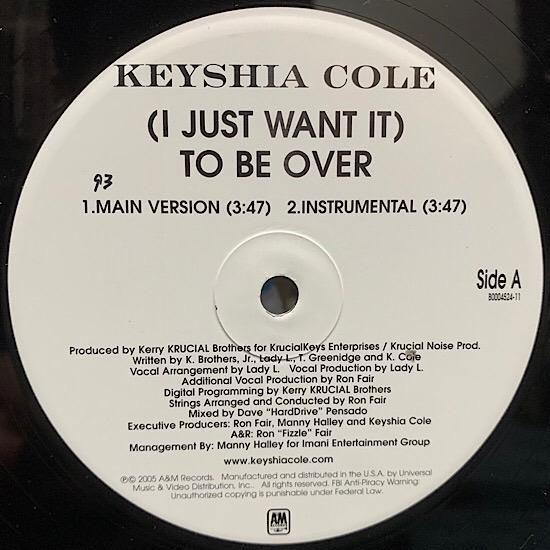 KEYSHIA COLE
(I JUST WANT IT)
TO BE OVER
93
1.MAIN VERSION (3:47) 2.INSTRUMENTAL (3:47)
Side A
B0004524-11
Produced by Kerry KRUCIAL Brothers for KrucialKeys Enterprises / Krucial Noise Prod.
Written by K. Brothers, Jr., Lady L., T. Greenidge and K. Cole
Vocal Arrangement by Lady L. Vocal Production by Lady L.
Additional Vocal Production by Ron Fair
Digital Programming by Kerry KRUCIAL Brothers
Strings Arranged and Conducted by Ron Fair
Mixed by Dave "HardDrive" Pensado
Executive Producers: Ron Fair, Manny Halley and Keyshia Cole
A&R: Ron "Fizzle" Fair
Management By: Manny Halley for Imani Entertainment Group
www.keyshiacole.com
℗© 2005 A&M Records. Manufactured and distributed in the U.S.A. by Universal
Music & Video Distribution, Inc.. All rights reserved. FBI Anti-Piracy Warning:
Unauthorized copying is punishable under Federal Law.
A&M